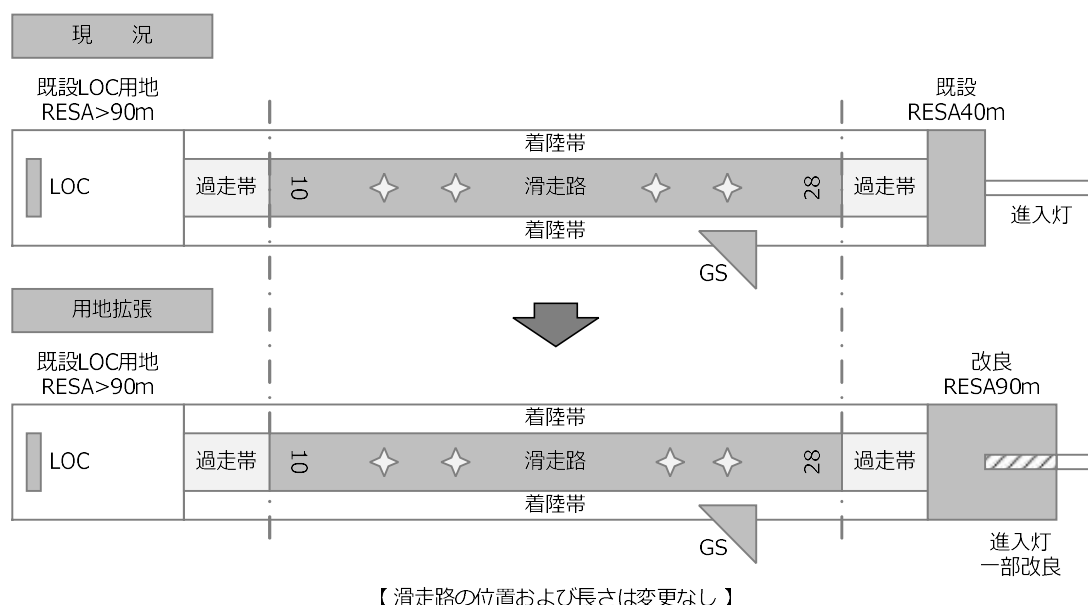 現　況
既設LOC用地
RESA>90m
既設
RESA40m
着陸帯
LOC
過走帯
10
滑走路
28
過走帯
進入灯
着陸帯
GS
用地拡張
既設LOC用地
RESA>90m
改良
RESA90m
着陸帯
LOC
過走帯
10
滑走路
28
過走帯
着陸帯
GS
進入灯
一部改良
【 滑走路の位置および長さは変更なし 】